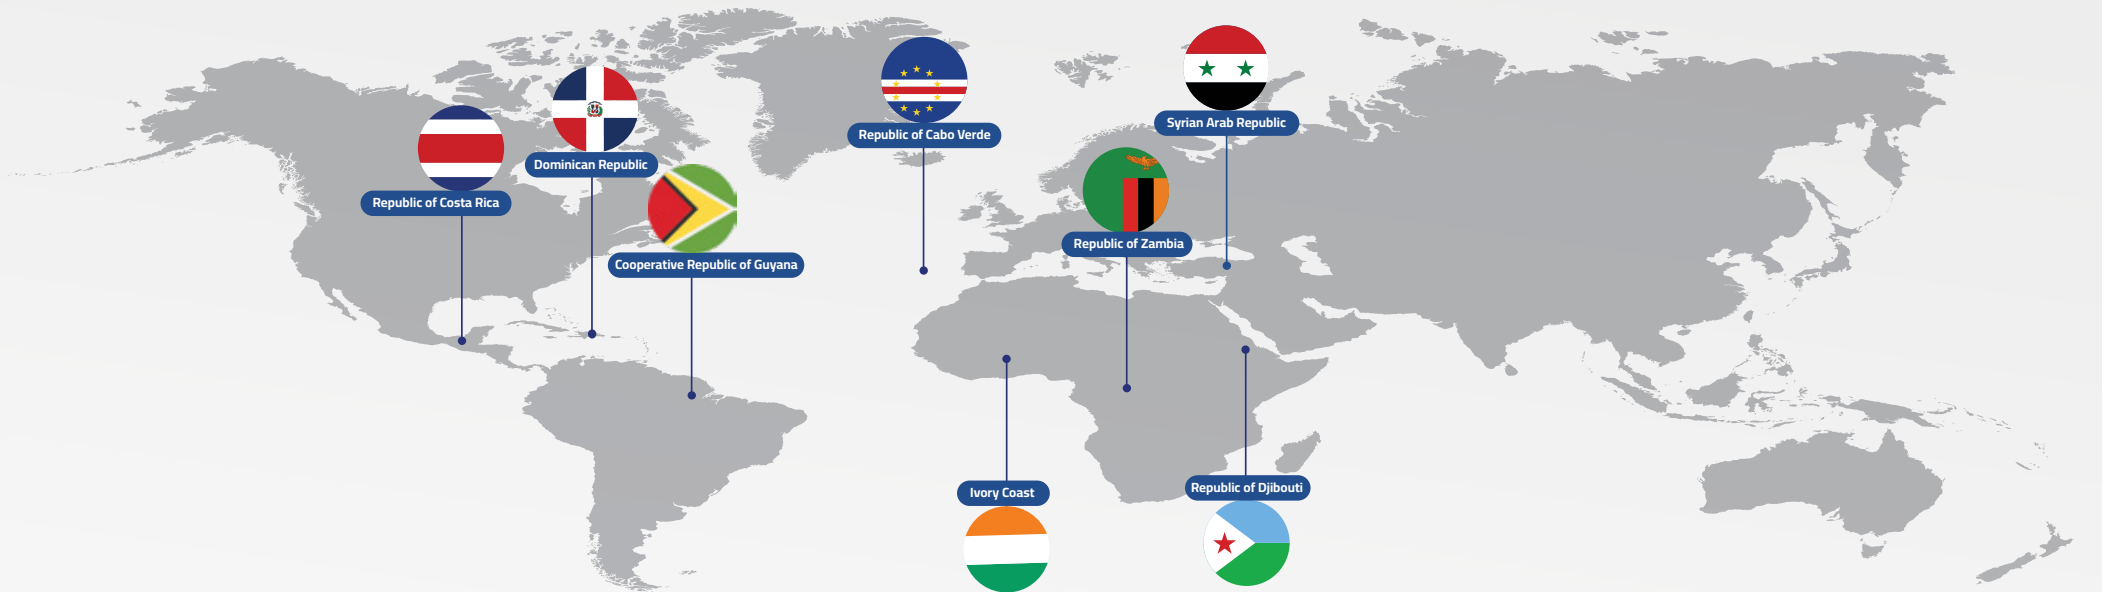 Syrian Arab Republic
Republic of Cabo Verde
Dominican Republic
Republic of Costa Rica
Republic of Zambia
Cooperative Republic of Guyana
Ivory Coast
Republic of Djibouti